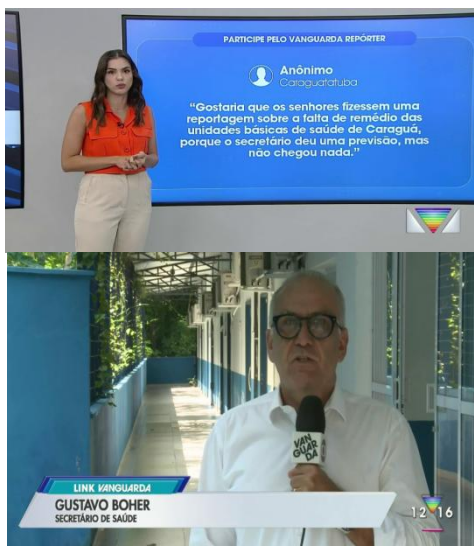 PARTICIPE PELO VANGUARDA REPÓRTER
Anônimo
Caraguatatuba
“Gostaria que os senhores fizessem uma
reportagem sobre a falta de remédio das
unidades básicas de saúde de Caraguá,
porque o secretário deu uma previsão, mas
não chegou nada.”
VAN
GUAR
DA
LINK VANGUARDA
GUSTAVO BOHER
SECRETÁRIO DE SAÚDE
12 16